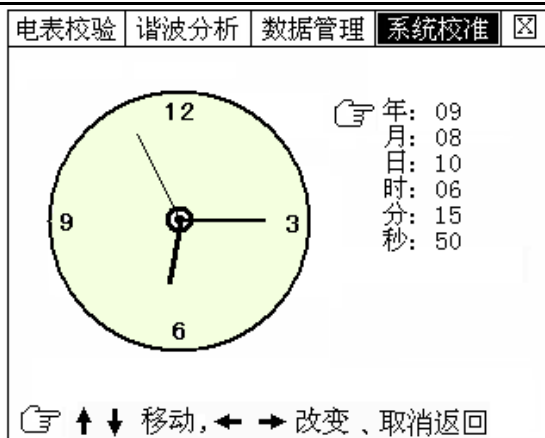 电表校验 谐波分析 数据管理 系统校准 X
12
9 3
6
年: 09
月: 08
日: 10
时: 06
分: 15
秒: 50
移动, 改变、取消返回